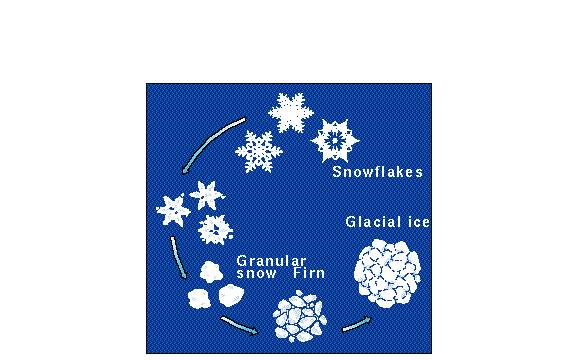 Snowflakes
Glacial ice
Granular
snow Firn